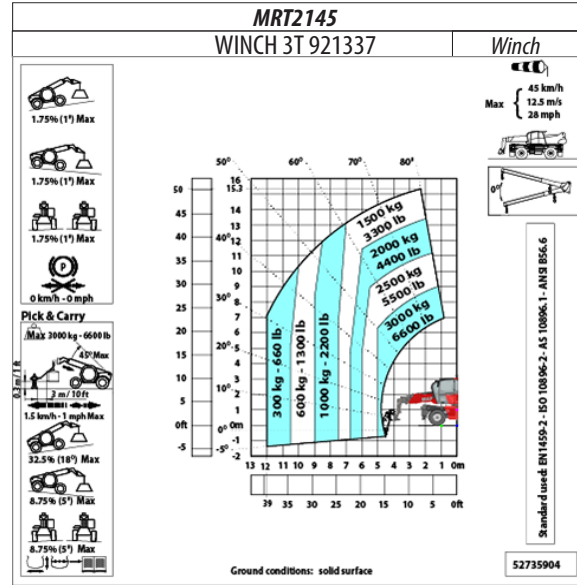 MRT2145
WINCH 3T 921337
Winch
1.75% (1°) Max
1.75% (1°) Max
1.75% (1°) Max
P
0 km/h - 0 mph
Pick & Carry
Max 3000 kg - 6600 lb
45° Max
0.3 m / 1 ft
3 m / 10 ft
1.5 km/h - 1 mph Max
32.5% (18°) Max
8.75% (5°) Max
8.75% (5°) Max
Max
45 km/h
12.5 m/s
28 mph
0°
50° 60° 70° 80°
40°
30°
20°
10°
0°
-5°
50
45
40
35
30
25
20
15
10
5
0ft
-5
16
15.3
14
13
12
11
10
9
8
7
6
5
4
3
2
1
0m
-1
-2
1500 kg
3300 lb
2000 kg
4400 lb
2500 kg
5500 lb
3000 kg
6600 lb
300 kg - 660 lb
600 kg - 1300 lb
1000 kg - 2200 lb
13 12 11 10 9 8 7 6 5 4 3 2 1 0m
39 35 30 25 20 15 10 5 0ft
Standard used: EN1459-2 - ISO 10896-2 - AS 10896.1 - ANSI B56.6
Ground conditions: solid surface
52735904